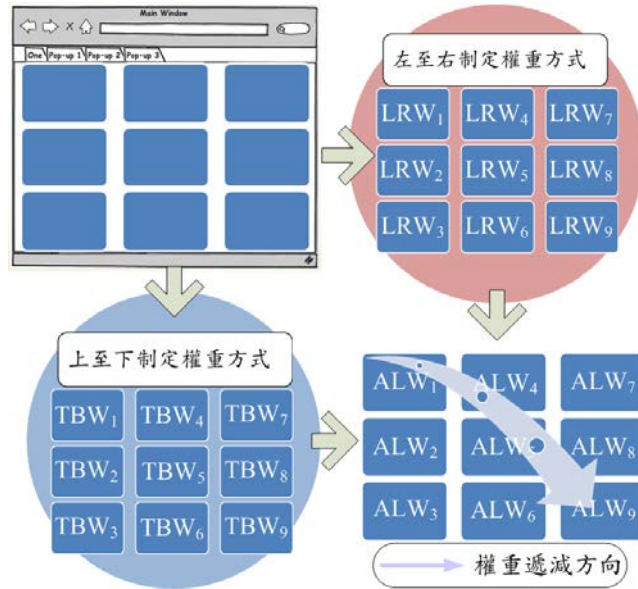 Main Window
One Pop-up 1 Pop-up 2 Pop-up 3
左至右制定權重方式
LRW1 LRW4 LRW7
LRW2 LRW5 LRW8
LRW3 LRW6 LRW9
上至下制定權重方式
TBW1 TBW4 TBW7
TBW2 TBW5 TBW8
TBW3 TBW6 TBW9
ALW1 ALW4 ALW7
ALW2 ALW5 ALW8
ALW3 ALW6 ALW9
權重遞減方向